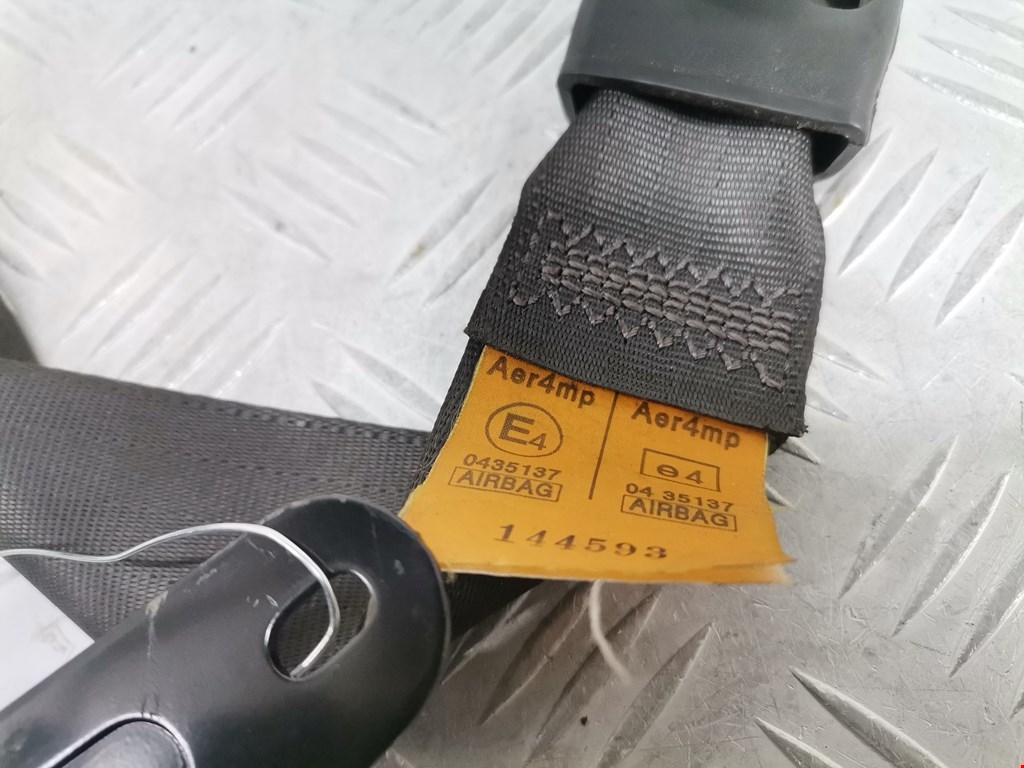 Aer4mp
E4
0435137
AIRBAG
Aer4mp
e4
04 35137
AIRBAG
144593